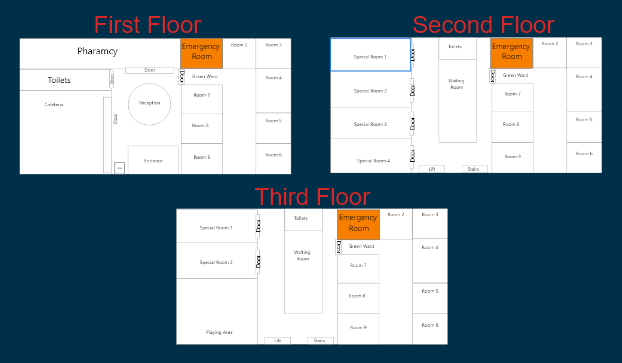 First Floor
Pharamcy
Emergency
Room
Room 2
Room 3
Toilets
Door
Door
Door
Green Ward
Room 4
Cafeteria
Door
Reception
Room 7
Room 8
Room 5
Entrance
Room 9
Room 6
Second Floor
Special Room 1
Door
Toilets
Emergency
Room
Room 2
Room 3
Waiting
Room
Door
Green Ward
Room 4
Special Room 2
Door
Room 7
Special Room 3
Door
Room 8
Room 5
Special Room 4
Door
Room 9
Room 6
Lift
Stairs
Third Floor
Special Room 1
Door
Toilets
Emergency
Room
Room 2
Room 3
Door
Green Ward
Room 4
Special Room 2
Door
Waiting
Room
Room 7
Room 8
Room 5
Playing Area
Room 9
Room 6
Lift
Stairs